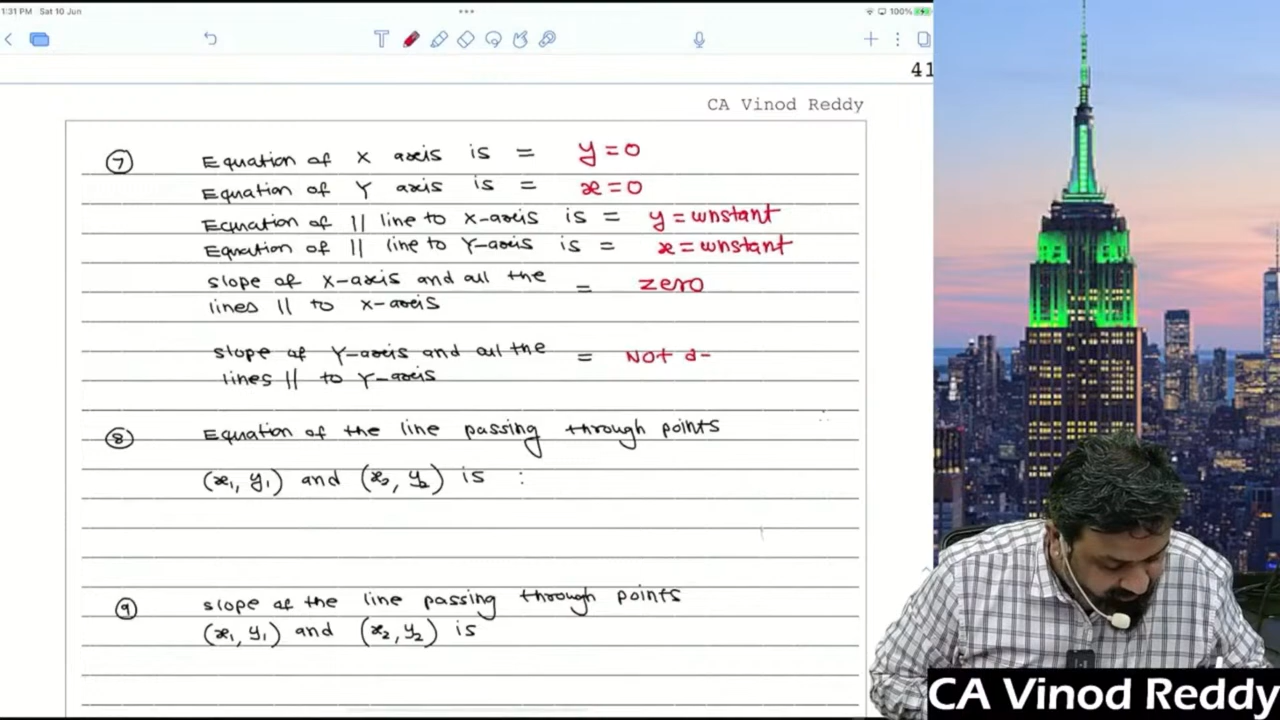 1:31 PM Sat 10 Jun
100%
T
41
CA Vinod Reddy
7 Equation of X axis is = y = 0
Equation of Y axis is = x = 0
Equation of || line to X-axis is = y = constant
Equation of || line to Y-axis is = x = constant
slope of X-axis and all the = zero
lines || to X-axis
slope of Y-axis and all the = Not d-
lines || to Y-axis
8 Equation of the line passing through points
(x₁, y₁) and (x₂, y₂) is :
9 slope of the line passing through points
(x₁, y₁) and (x₂, y₂) is
CA Vinod Reddy